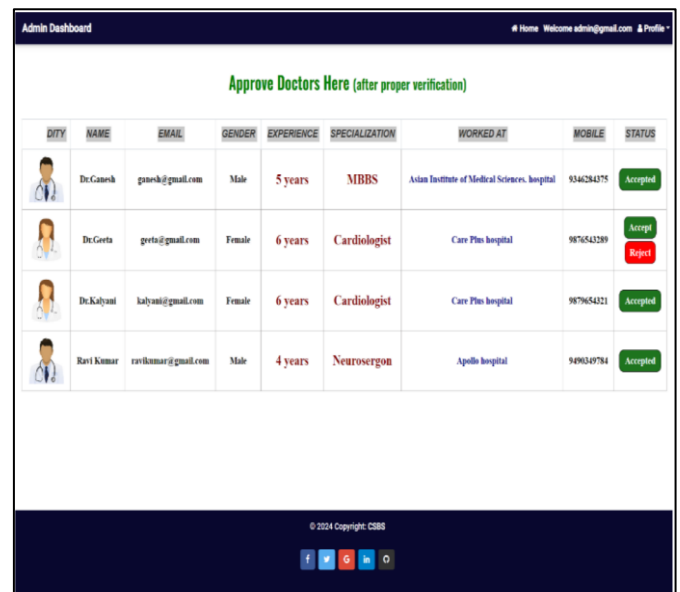 Admin Dashboard Home Welcome admin@gmail.com Profile
Approve Doctors Here (after proper verification)
DITY NAME EMAIL GENDER EXPERIENCE SPECIALIZATION WORKED AT MOBILE STATUS
Dr.Ganesh ganesh@gmail.com Male 5 years MBBS Asian Institute of Medical Sciences. hospital 9346284375 Accepted
Dr.Geeta geeta@gmail.com Female 6 years Cardiologist Care Plus hospital 9876543289 Accept
Reject
Dr.Kalyani kalyani@gmail.com Female 6 years Cardiologist Care Plus hospital 9879654321 Accepted
Ravi Kumar ravikumar@gmail.com Male 4 years Neurosergon Apollo hospital 9490349784 Accepted
© 2024 Copyright: CSBS